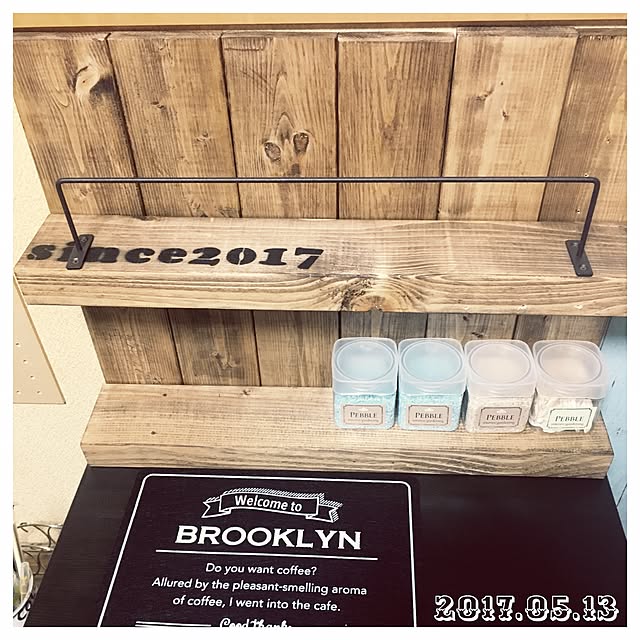 since2017
PEBBLE
PEBBLE
PEBBLE
PEBBLE
Welcome to
BROOKLYN
Do you want coffee?
Allured by the pleasant-smelling aroma
of coffee, I went into the cafe.
2017.05.13